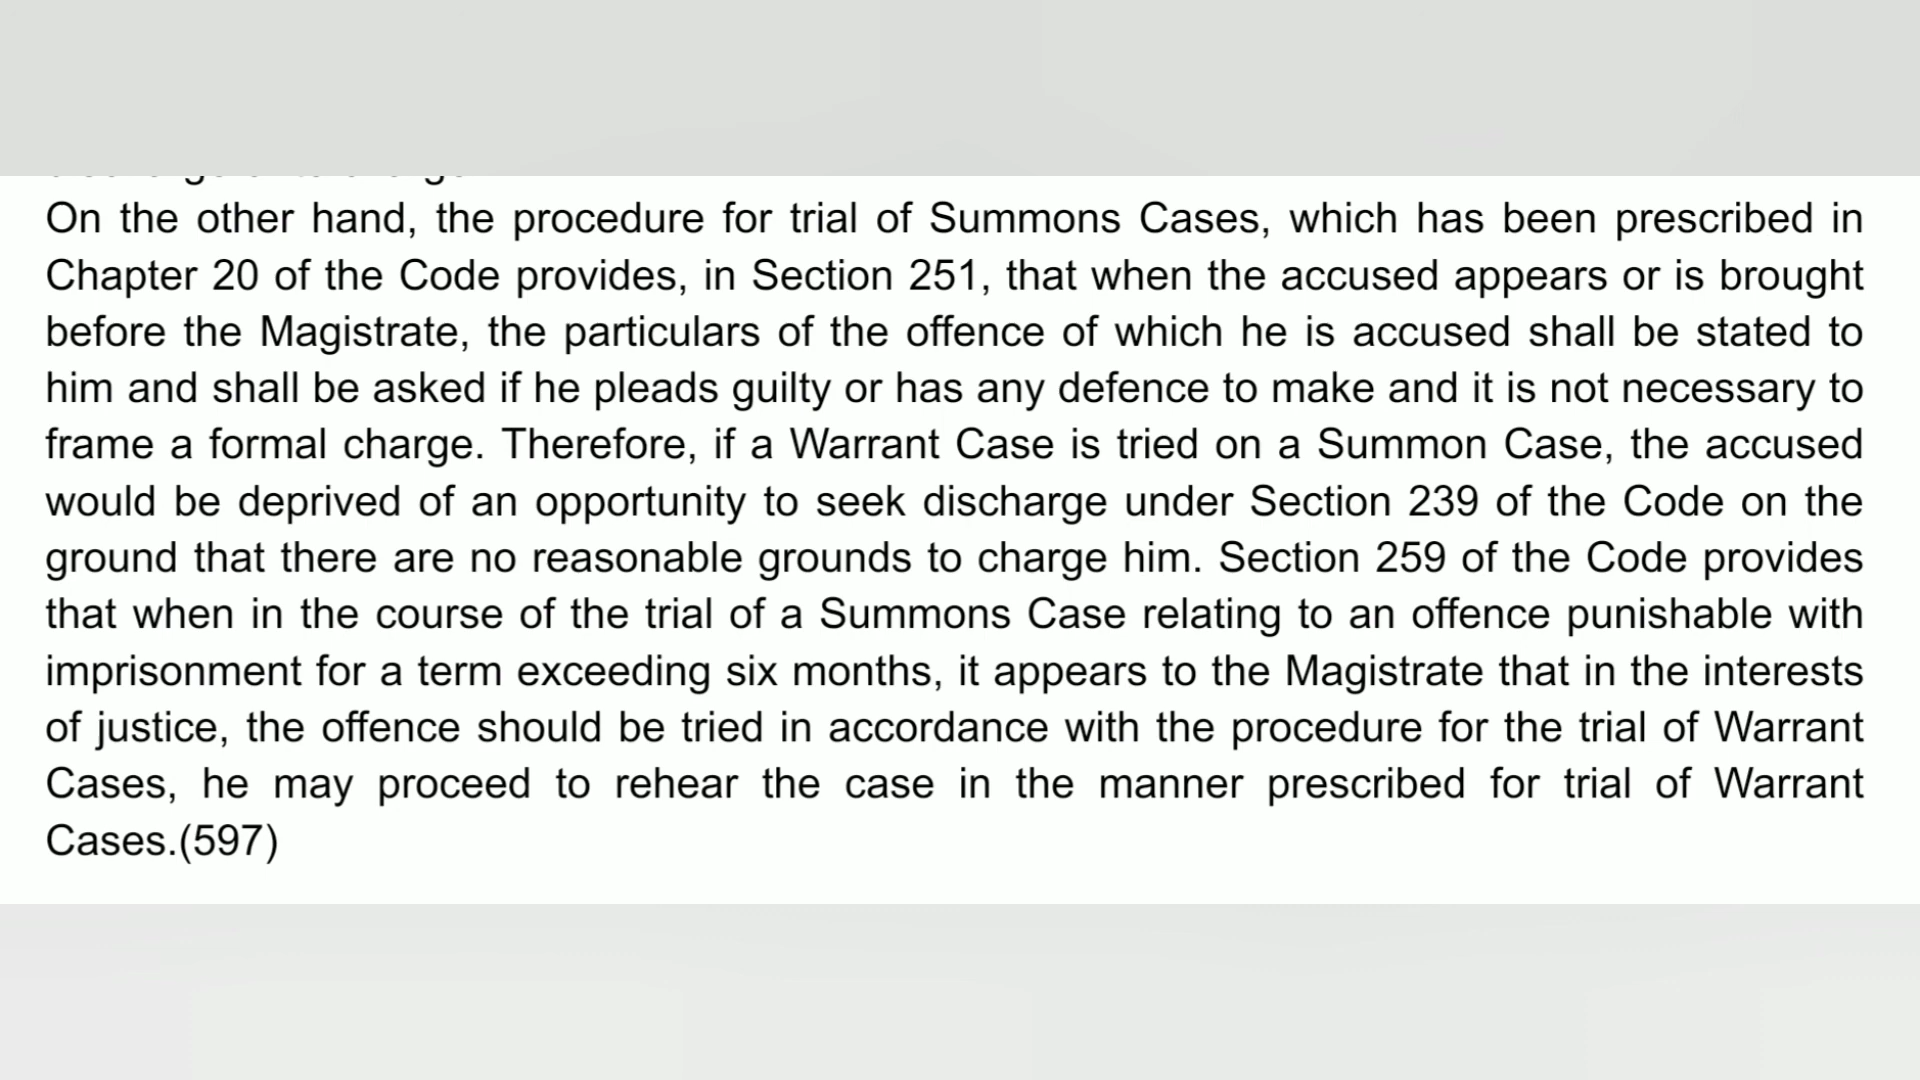 On the other hand, the procedure for trial of Summons Cases, which has been prescribed in
Chapter 20 of the Code provides, in Section 251, that when the accused appears or is brought
before the Magistrate, the particulars of the offence of which he is accused shall be stated to
him and shall be asked if he pleads guilty or has any defence to make and it is not necessary to
frame a formal charge. Therefore, if a Warrant Case is tried on a Summon Case, the accused
would be deprived of an opportunity to seek discharge under Section 239 of the Code on the
ground that there are no reasonable grounds to charge him. Section 259 of the Code provides
that when in the course of the trial of a Summons Case relating to an offence punishable with
imprisonment for a term exceeding six months, it appears to the Magistrate that in the interests
of justice, the offence should be tried in accordance with the procedure for the trial of Warrant
Cases, he may proceed to rehear the case in the manner prescribed for trial of Warrant
Cases.(597)